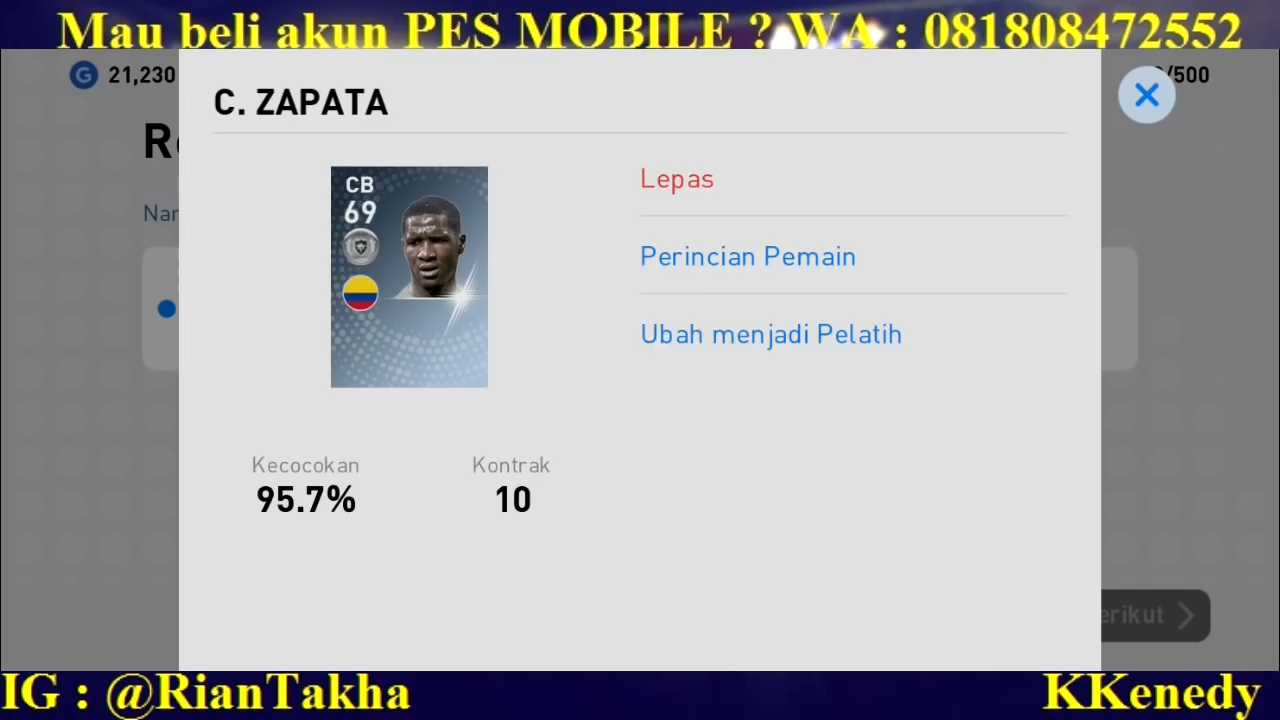 Mau beli akun PES MOBILE ? WA : 081808472552
G 21,230
/500
C. ZAPATA
CB
69
Lepas
Perincian Pemain
Ubah menjadi Pelatih
Kecocokan
Kontrak
95.7%
10
erikut
IG : @RianTakha
KKenedy